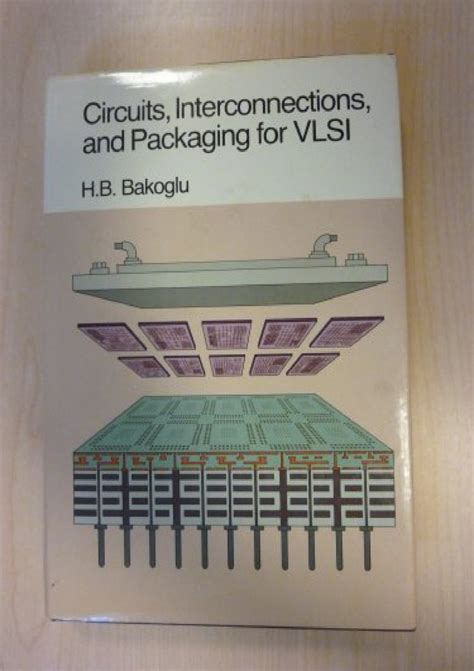 Circuits, Interconnections,
and Packaging for VLSI
H.B. Bakoglu